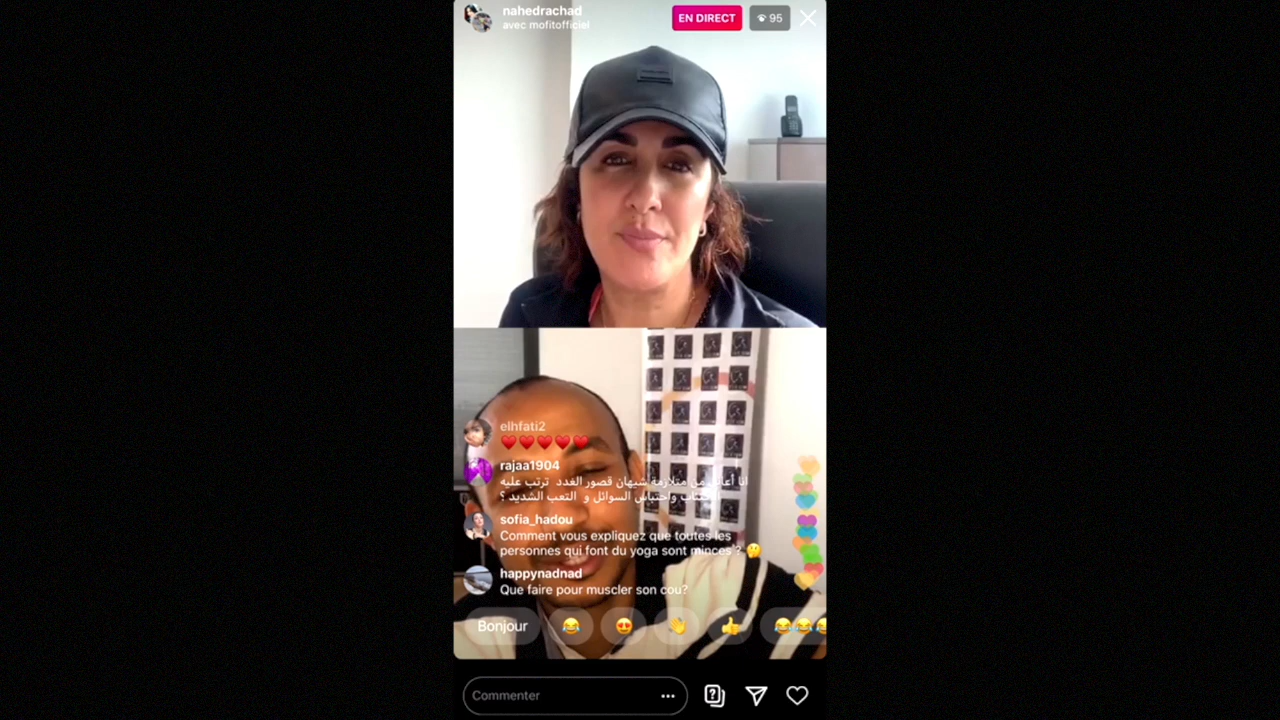 nahedrachad
avec mofitofficiel
EN DIRECT
95
elhfati2
rajaa1904
انا أعاني من متلازمة شيهان قصور الغدد ترتب عليه
واحتباس السوائل و التعب الشديد ؟
sofia_hadou
Comment vous expliquez que toutes les
personnes qui font du yoga sont minces ?
happynadnad
Que faire pour muscler son cou?
Bonjour
Commenter